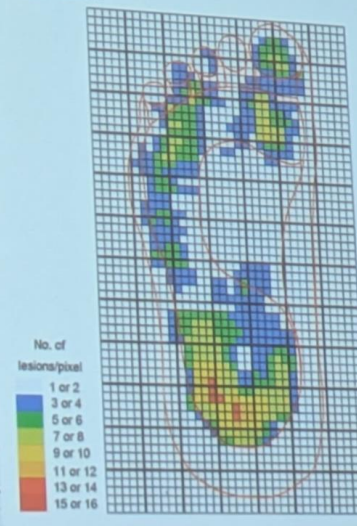 No. of
lesions/pixel
1 or 2
3 or 4
5 or 6
7 or 8
9 or 10
11 or 12
13 or 14
15 or 16